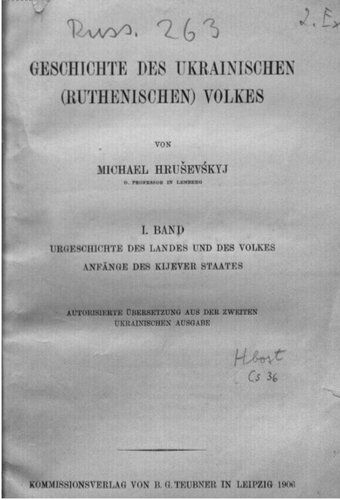 Russ. 263
2. Ex
GESCHICHTE DES UKRAINISCHEN
(RUTHENISCHEN) VOLKES
VON
MICHAEL HRUŠEVŚKYJ
O. PROFESSOR IN LEMBERG
I. BAND
URGESCHICHTE DES LANDES UND DES VOLKES
ANFÄNGE DES KIJEVER STAATES
AUTORISIERTE ÜBERSETZUNG AUS DER ZWEITEN
UKRAINISCHEN AUSGABE
Cs 36
KOMMISSIONSVERLAG VON B. G. TEUBNER IN LEIPZIG 1906